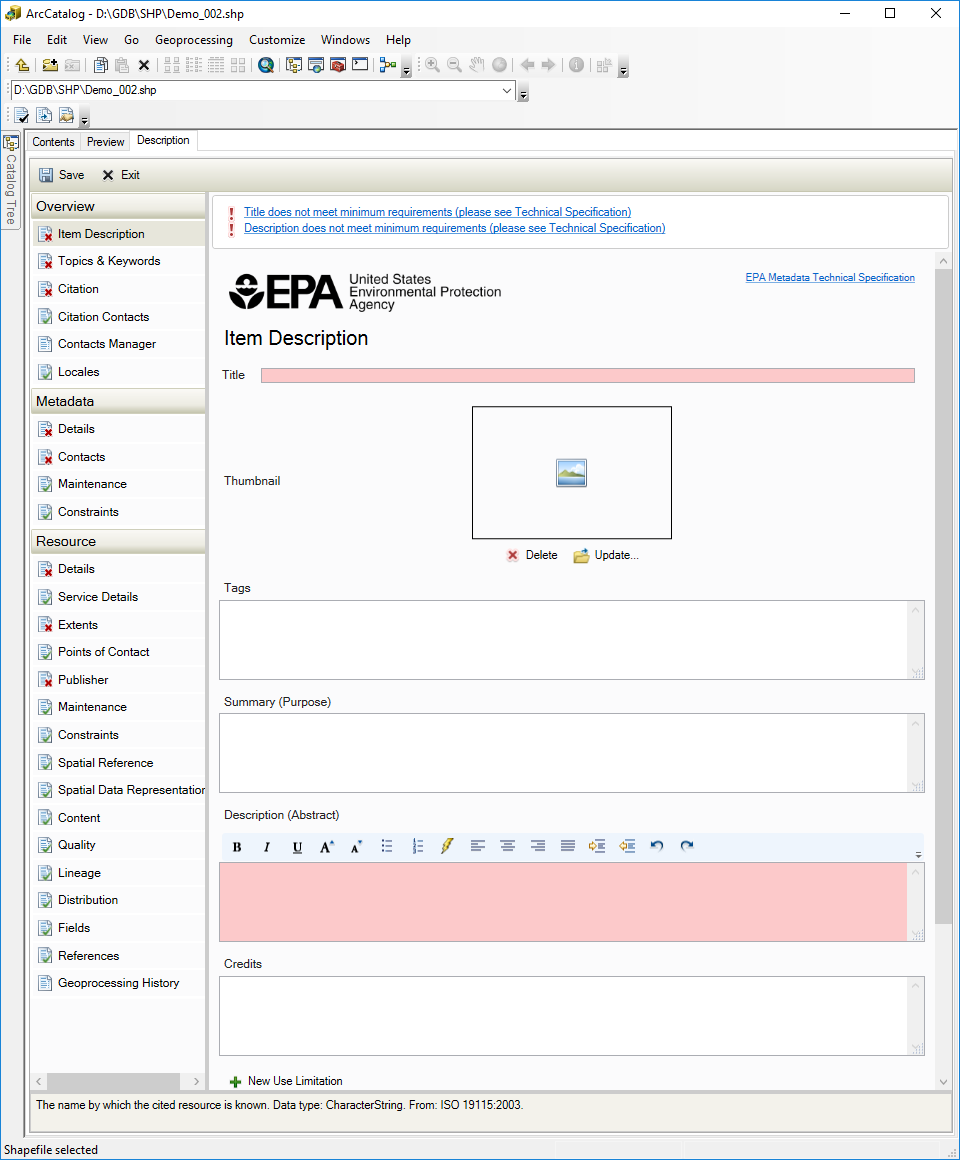 ArcCatalog - D:\GDB\SHP\Demo_002.shp
File Edit View Go Geoprocessing Customize Windows Help
D:\GDB\SHP\Demo_002.shp
Catalog Tree
Contents Preview Description
Save Exit
Overview
Item Description
Topics & Keywords
Citation
Citation Contacts
Contacts Manager
Locales
Metadata
Details
Contacts
Maintenance
Constraints
Resource
Details
Service Details
Extents
Points of Contact
Publisher
Maintenance
Constraints
Spatial Reference
Spatial Data Representation
Content
Quality
Lineage
Distribution
Fields
References
Geoprocessing History
Title does not meet minimum requirements (please see Technical Specification)
Description does not meet minimum requirements (please see Technical Specification)
EPA United States
Environmental Protection
Agency
EPA Metadata Technical Specification
Item Description
Title
Thumbnail
Delete Update...
Tags
Summary (Purpose)
Description (Abstract)
B I U A A
Credits
New Use Limitation
The name by which the cited resource is known. Data type: CharacterString. From: ISO 19115:2003.
Shapefile selected